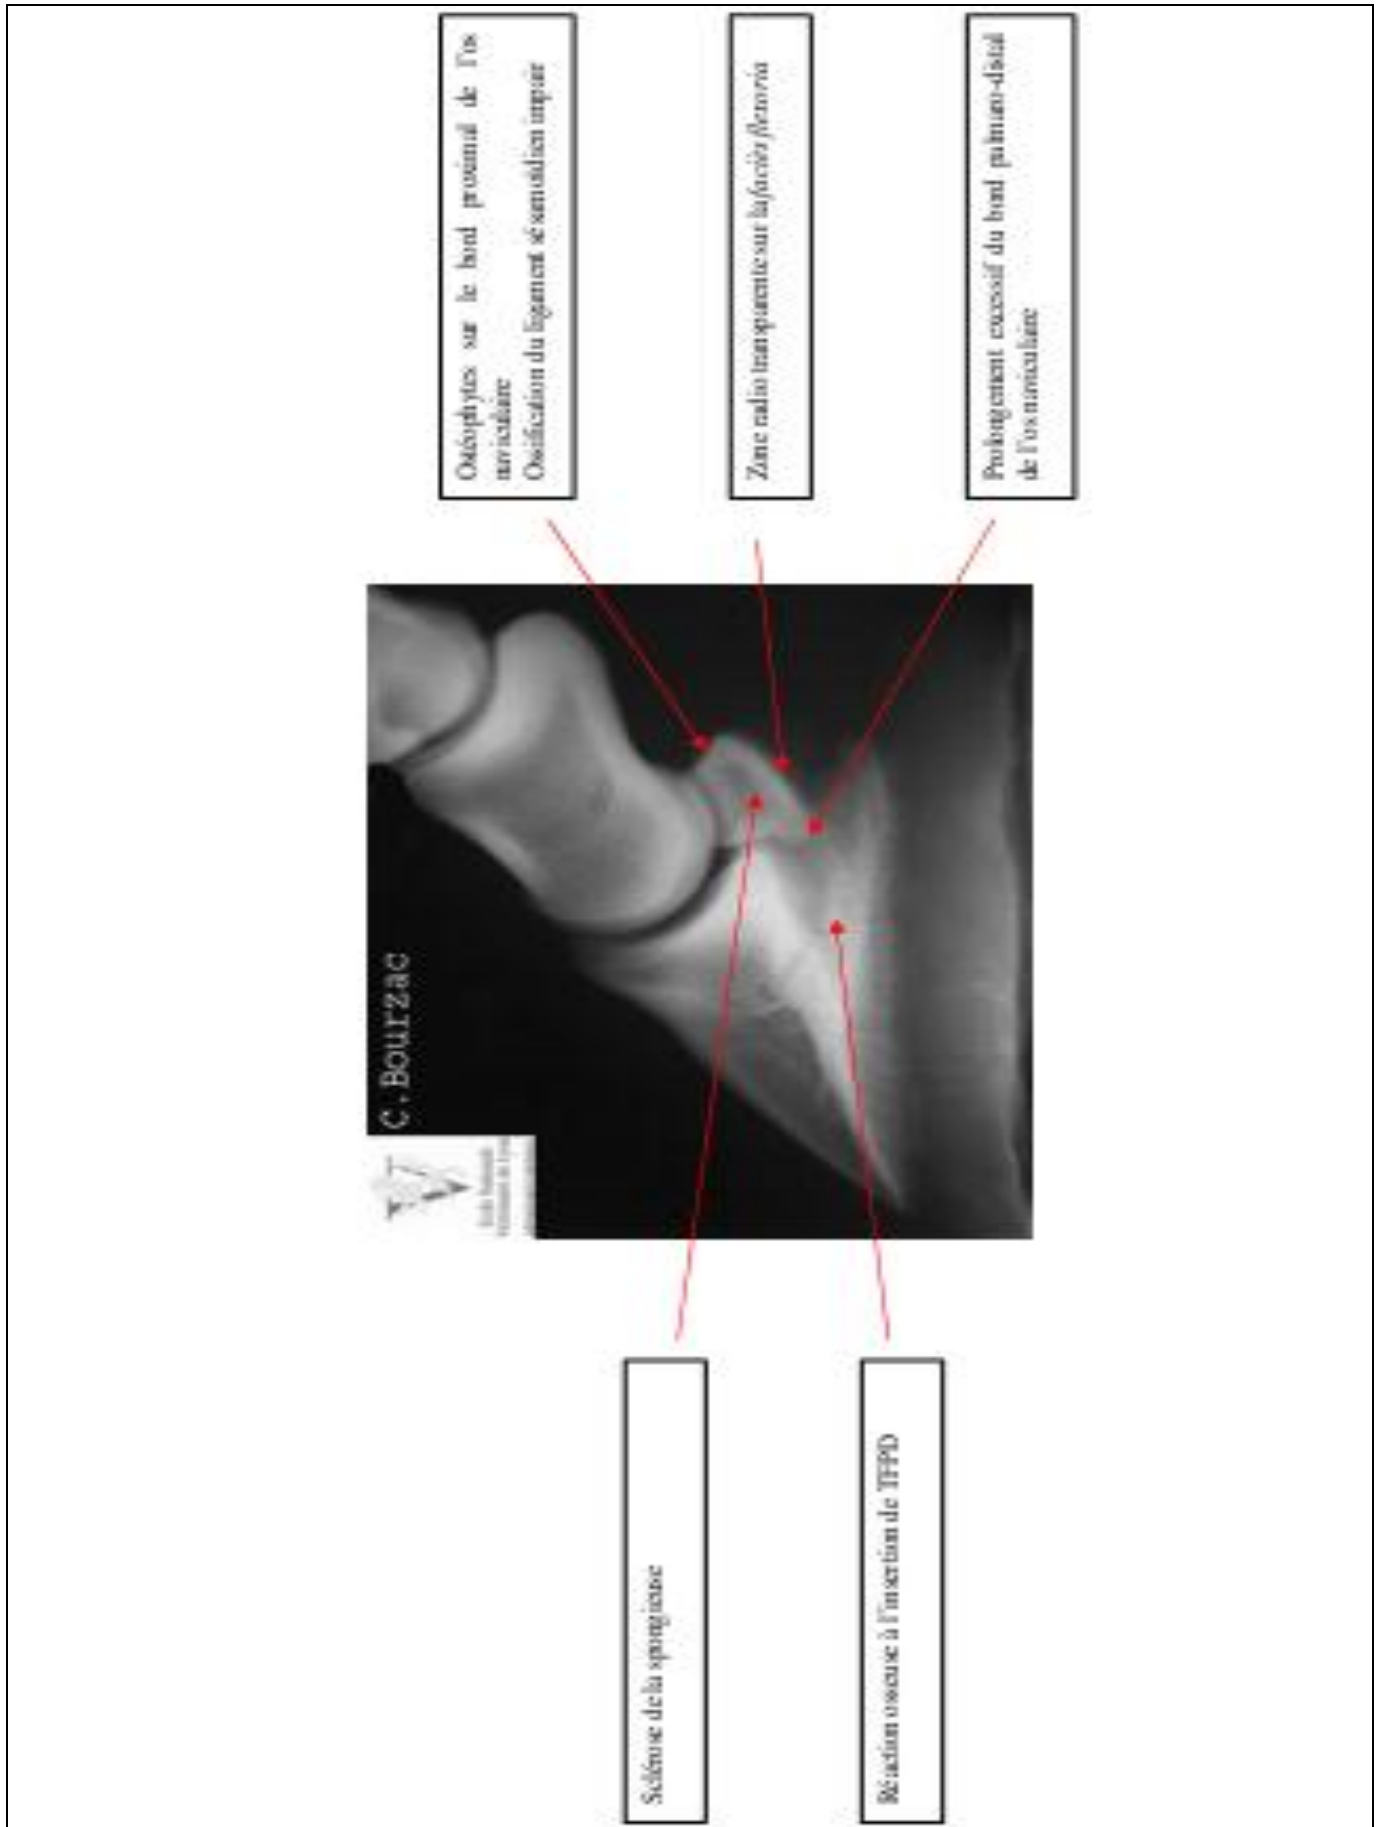 Ostéophytes sur le bord proximal de l'os
naviculaire
Ossification du ligament sésamoïdien impair
Zone radio transparente sur la faciès flexoria
Prolongement excessif du bord palmaro-distal
de l'os naviculaire
C.Bourzac
Sclérose de la spongieuse
Réaction osseuse à l'insertion de TFPD